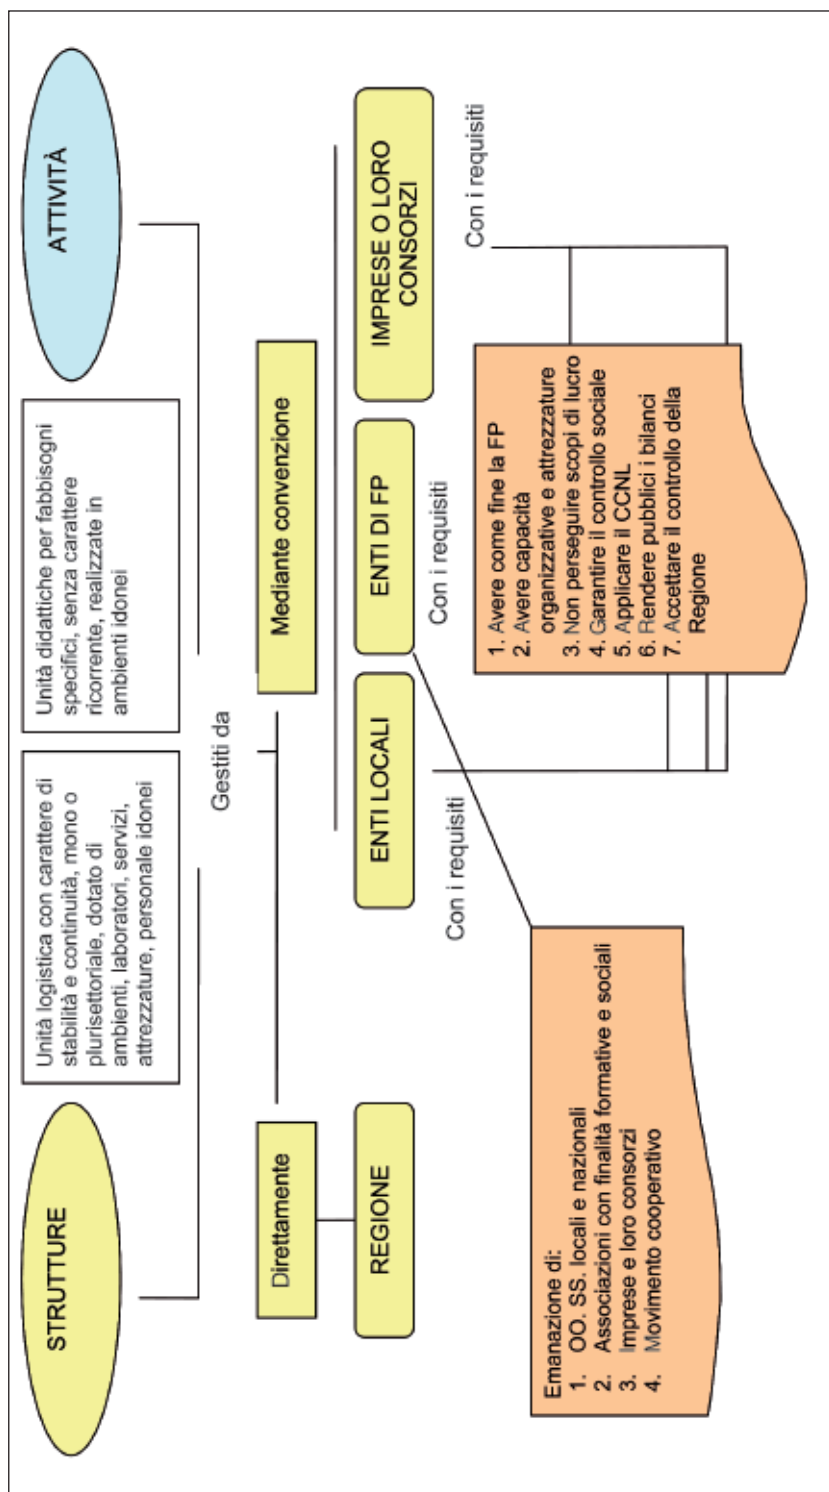 STRUTTURE
Unità logistica con carattere di
stabilità e continuità, mono o
plurisettoriale, dotato di
ambienti, laboratori, servizi,
attrezzature, personale idonei
Unità didattiche per fabbisogni
specifici, senza carattere
ricorrente, realizzate in
ambienti idonei
ATTIVITÀ
Gestiti da
Direttamente
Mediante convenzione
REGIONE
ENTI LOCALI
ENTI DI FP
IMPRESE O LORO
CONSORZI
Con i requisiti
Con i requisiti
Con i requisiti
Emanazione di:
1. OO. SS. locali e nazionali
2. Associazioni con finalità formative e sociali
3. Imprese e loro consorzi
4. Movimento cooperativo
1. Avere come fine la FP
2. Avere capacità
organizzative e attrezzature
3. Non perseguire scopi di lucro
4. Garantire il controllo sociale
5. Applicare il CCNL
6. Rendere pubblici i bilanci
7. Accettare il controllo della
Regione